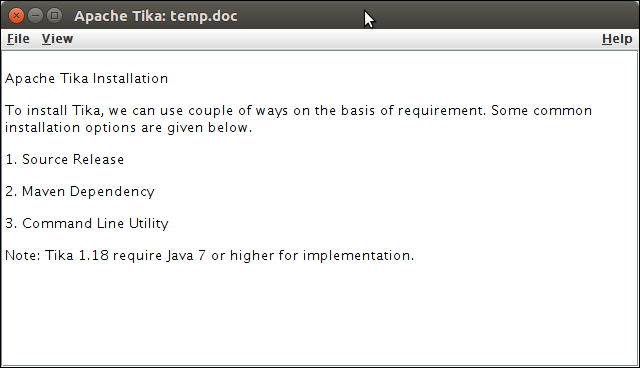 Apache Tika: temp.doc
File View Help
Apache Tika Installation
To install Tika, we can use couple of ways on the basis of requirement. Some common
installation options are given below.
1. Source Release
2. Maven Dependency
3. Command Line Utility
Note: Tika 1.18 require Java 7 or higher for implementation.